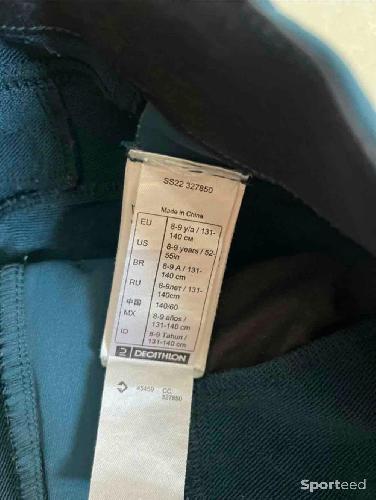 SS22 327850
Made in China
EU 8-9 y/a / 131-140 см
US 8-9 years / 52-55in
BR 8-9 A / 131-140 cm
RU 8-9лет / 131-140cm
中国 140/60
MX 8-9 años / 131-140 cm
ID 8-9 Tahun / 131-140 cm
DECATHLON
45459 CC:
327850
Sporteed